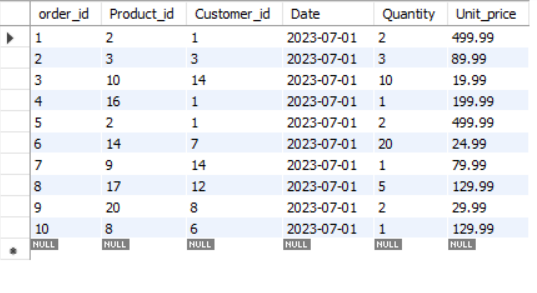 order_id Product_id Customer_id Date Quantity Unit_price
1 2 1 2023-07-01 2 499.99
2 3 3 2023-07-01 3 89.99
3 10 14 2023-07-01 10 19.99
4 16 1 2023-07-01 1 199.99
5 2 1 2023-07-01 2 499.99
6 14 7 2023-07-01 20 24.99
7 9 14 2023-07-01 1 79.99
8 17 12 2023-07-01 5 129.99
9 20 8 2023-07-01 2 29.99
10 8 6 2023-07-01 1 129.99
NULL NULL NULL NULL NULL NULL